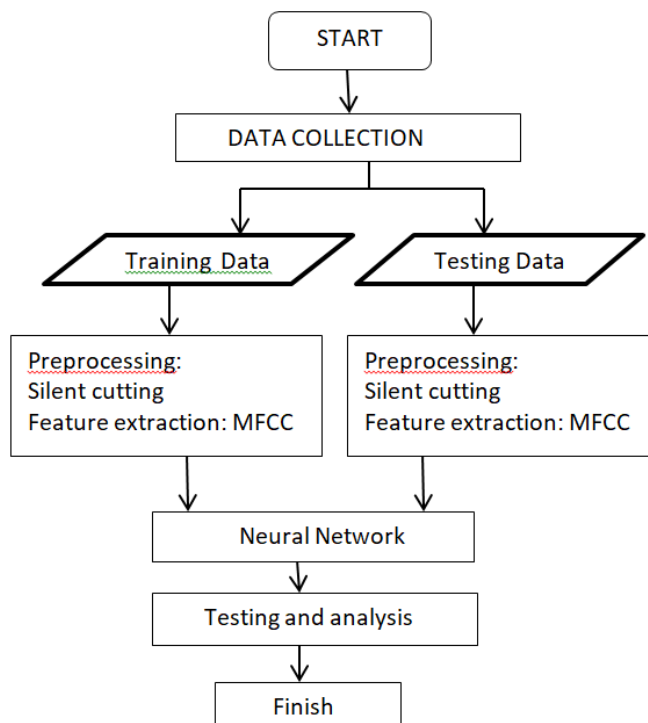 START
DATA COLLECTION
Training Data
Testing Data
Preprocessing:
Silent cutting
Feature extraction: MFCC
Preprocessing:
Silent cutting
Feature extraction: MFCC
Neural Network
Testing and analysis
Finish